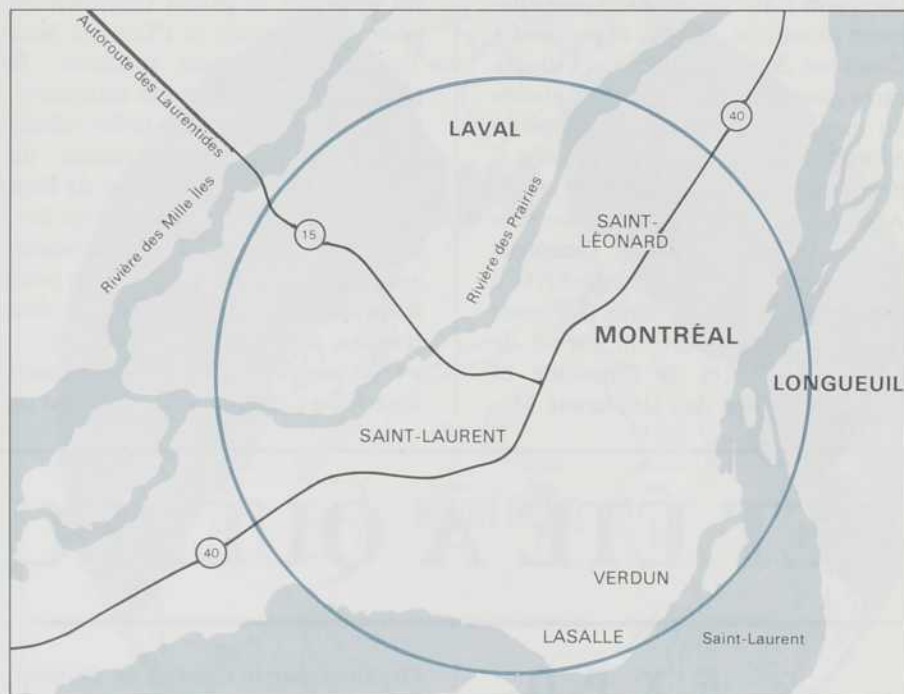 Autoroute des Laurentides
40
LAVAL
Rivière des Mille Îles
Rivière des Prairies
SAINT-
LÉONARD
15
MONTRÉAL
LONGUEUIL
SAINT-LAURENT
40
VERDUN
LASALLE
Saint-Laurent